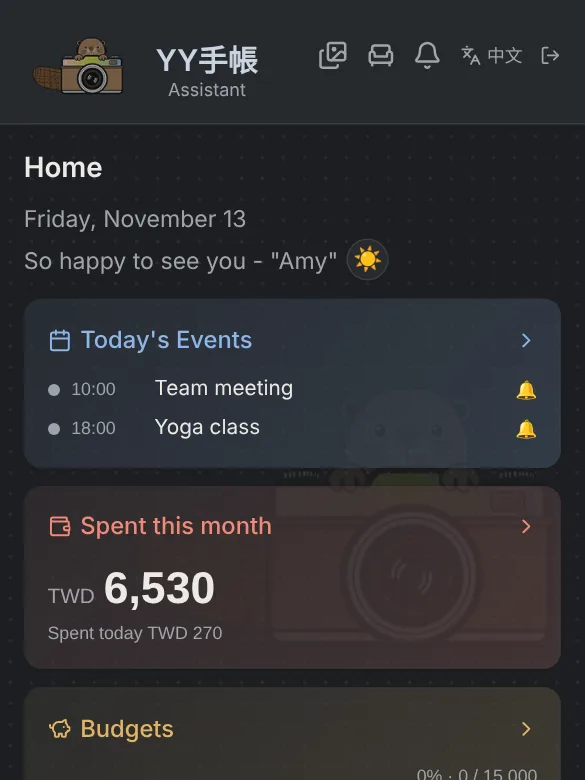 YY手帳
Assistant
中文
Home
Friday, November 13
So happy to see you - "Amy"
Today's Events
10:00 Team meeting
18:00 Yoga class
Spent this month
TWD 6,530
Spent today TWD 270
Budgets
0% · 0 / 15,000